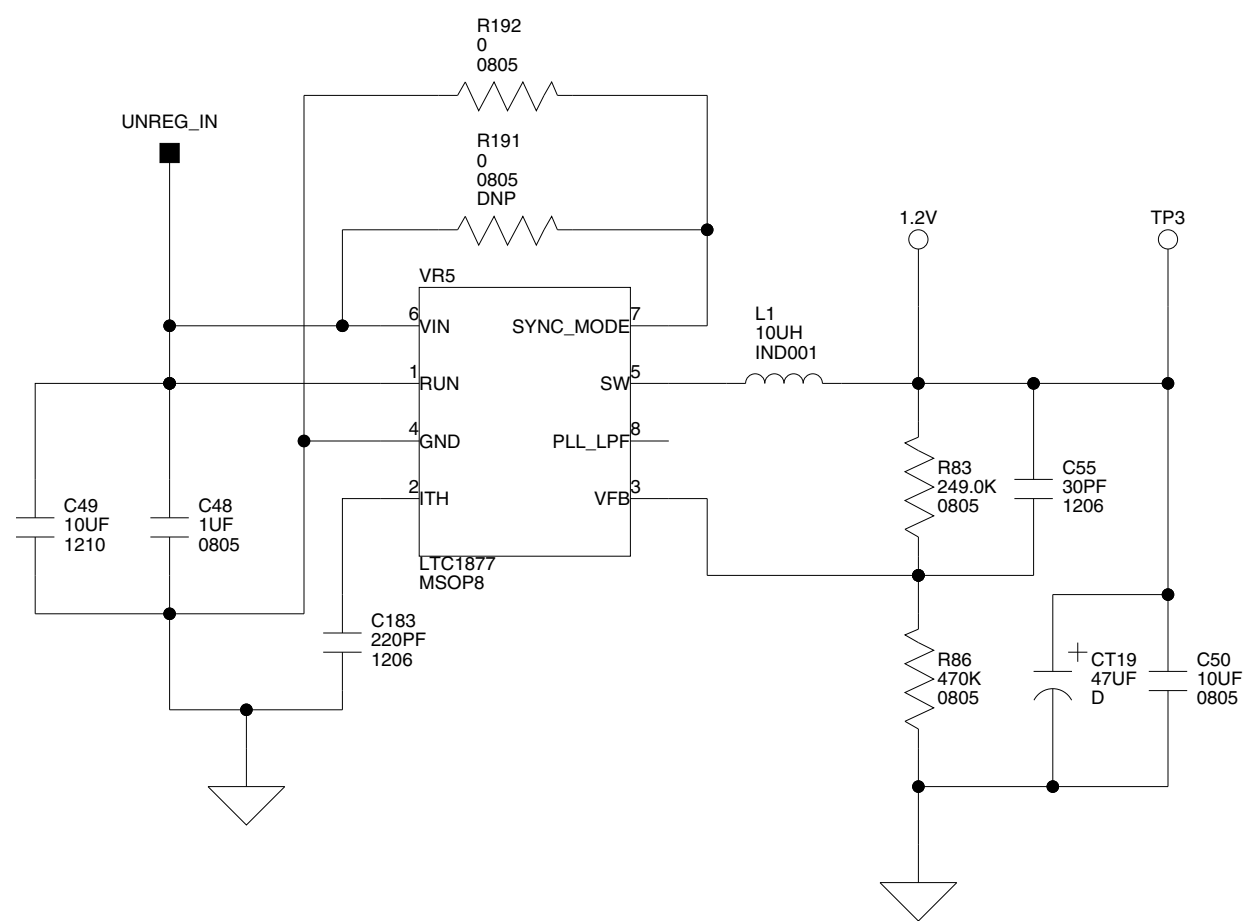 R192
0
0805
UNREG_IN
R191
0
0805
DNP
1.2V
TP3
VR5
6
VIN
SYNC_MODE
7
L1
10UH
IND001
1
RUN
SW
5
4
GND
PLL_LPF
8
2
ITH
VFB
3
R83
249.0K
0805
C55
30PF
1206
C49
10UF
1210
C48
1UF
0805
LTC1877
MSOP8
C183
220PF
1206
R86
470K
0805
+
CT19
47UF
D
C50
10UF
0805